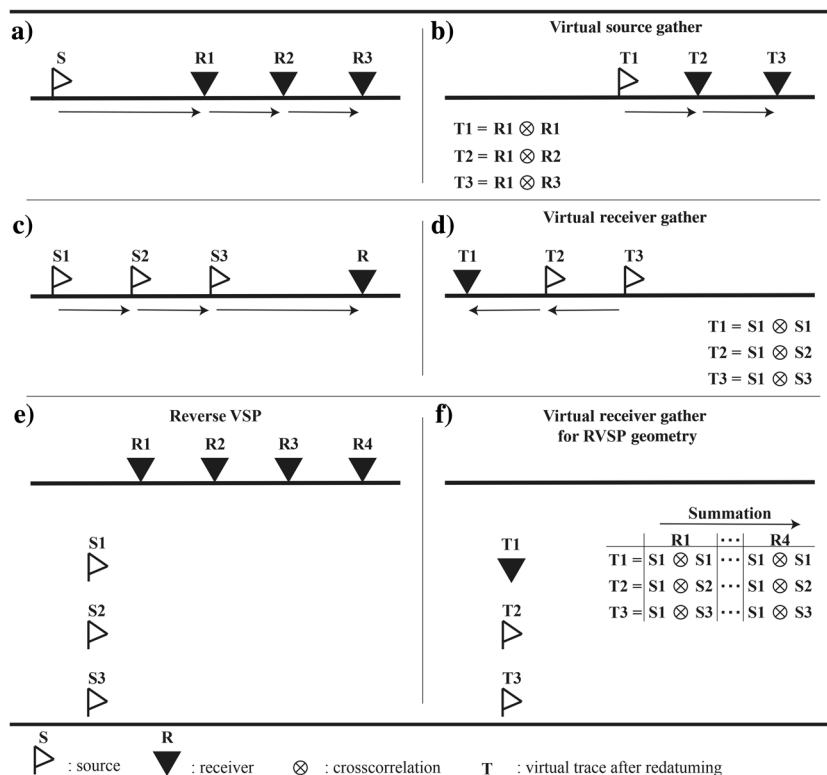 a)
S R1 R2 R3
b)
Virtual source gather
T1 T2 T3
T1 = R1 ⊗ R1
T2 = R1 ⊗ R2
T3 = R1 ⊗ R3
c)
S1 S2 S3 R
d)
Virtual receiver gather
T1 T2 T3
T1 = S1 ⊗ S1
T2 = S1 ⊗ S2
T3 = S1 ⊗ S3
e)
Reverse VSP
R1 R2 R3 R4
S1
S2
S3
f)
Virtual receiver gather
for RVSP geometry
Summation
R1 ... R4
T1 = S1 ⊗ S1 ... S1 ⊗ S1
T2 = S1 ⊗ S2 ... S1 ⊗ S2
T3 = S1 ⊗ S3 ... S1 ⊗ S3
T1
T2
T3
S : source R : receiver ⊗ : crosscorrelation T : virtual trace after redatuming